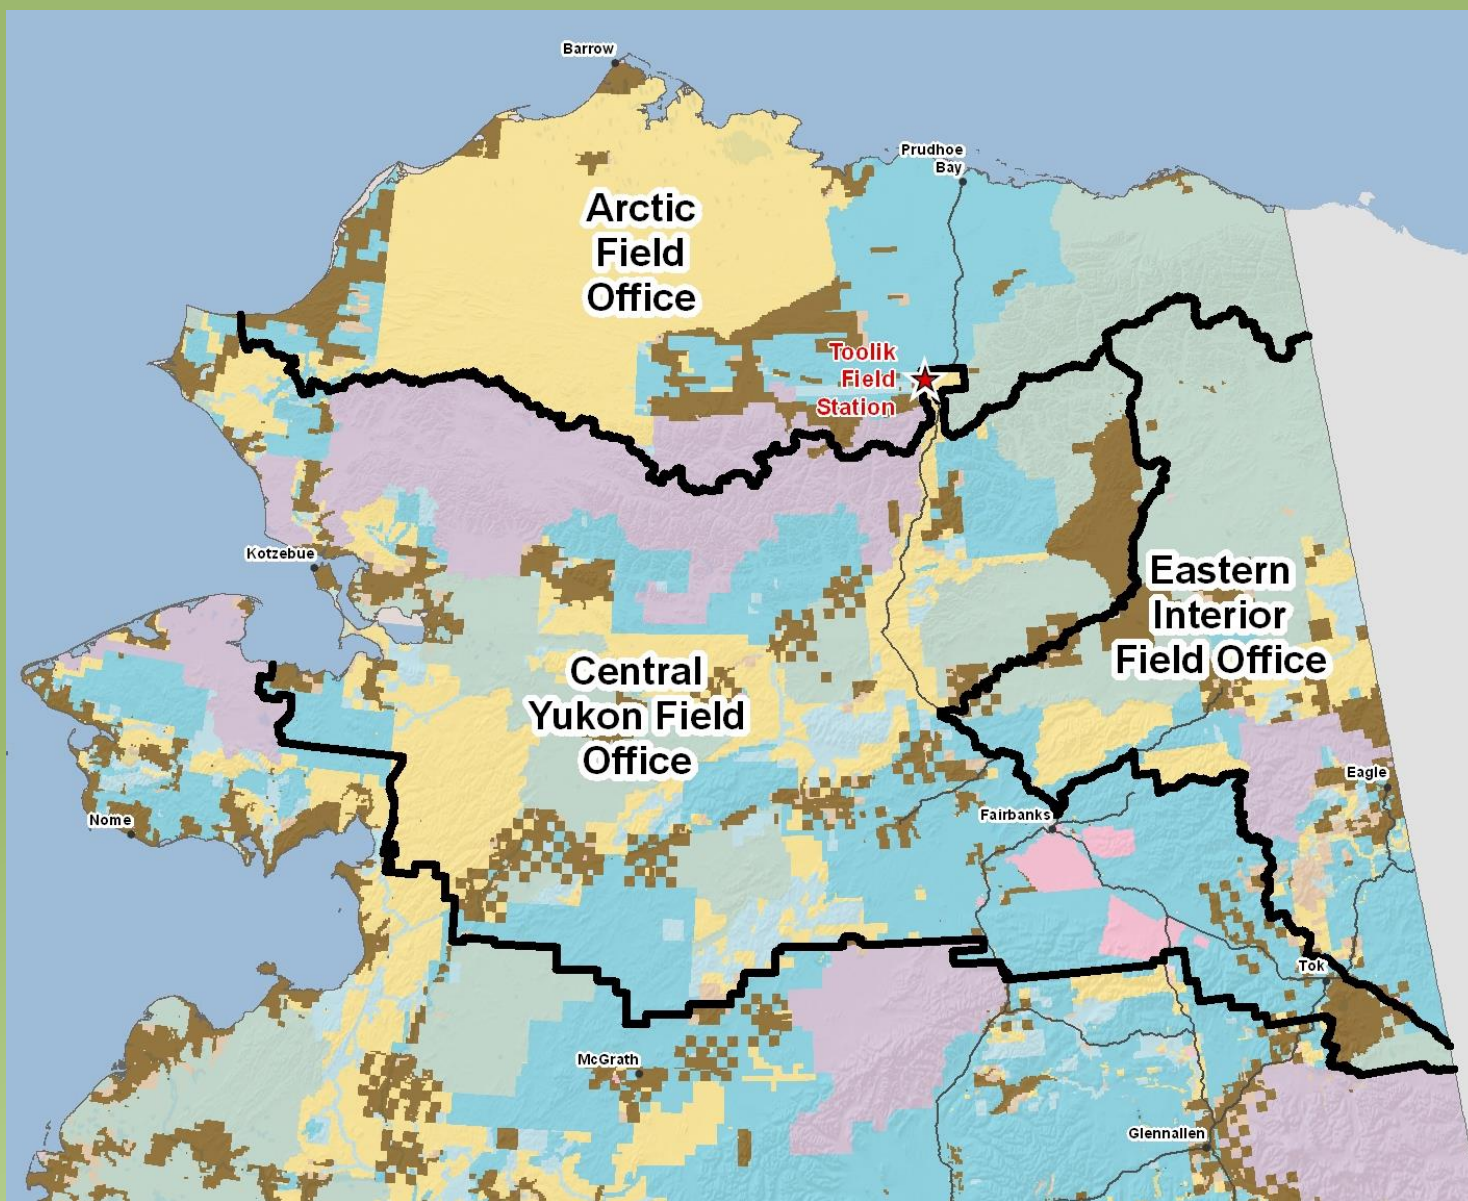 Barrow
Prudhoe
Bay
Arctic
Field
Office
Toolik
Field
Station
Kotzebue
Eastern
Interior
Field Office
Central
Yukon Field
Office
Eagle
Nome
Fairbanks
Tok
McGrath
Glennallen